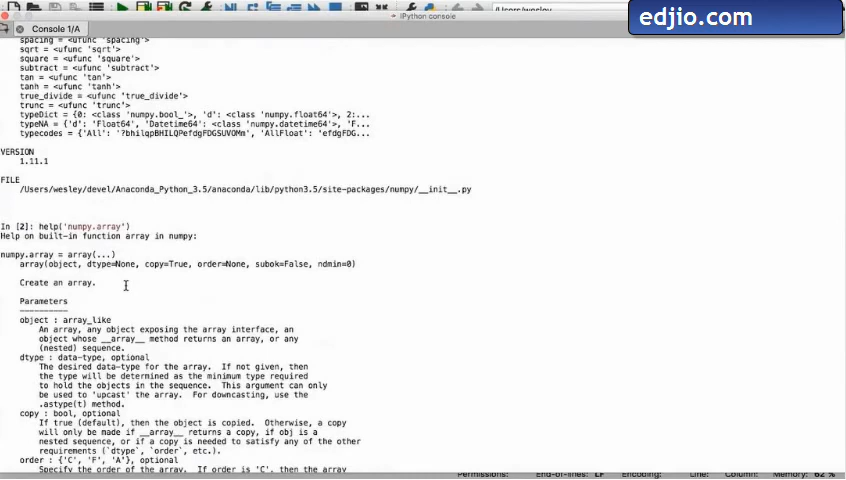 /Users/wesley/
edjio.com
IPython console
Console 1/A
spacing = <ufunc 'spacing'>
sqrt = <ufunc 'sqrt'>
square = <ufunc 'square'>
subtract = <ufunc 'subtract'>
tan = <ufunc 'tan'>
tanh = <ufunc 'tanh'>
true_divide = <ufunc 'true_divide'>
trunc = <ufunc 'trunc'>
typeDict = {0: <class 'numpy.bool_'>, 'd': <class 'numpy.float64'>, 2:...
typeNA = {'d': 'Float64', 'Datetime64': <class 'numpy.datetime64'>, 'F...
typecodes = {'All': '?bhilqpBHILQPefdgFDGSUVOMm', 'AllFloat': 'efdgFDG...
VERSION
1.11.1
FILE
/Users/wesley/devel/Anaconda_Python_3.5/anaconda/lib/python3.5/site-packages/numpy/__init__.py
In [2]: help('numpy.array')
Help on built-in function array in numpy:
numpy.array = array(...)
array(object, dtype=None, copy=True, order=None, subok=False, ndmin=0)
Create an array.
Parameters
----------
object : array_like
An array, any object exposing the array interface, an
object whose __array__ method returns an array, or any
(nested) sequence.
dtype : data-type, optional
The desired data-type for the array.  If not given, then
the type will be determined as the minimum type required
to hold the objects in the sequence.  This argument can only
be used to 'upcast' the array.  For downcasting, use the
.astype(t) method.
copy : bool, optional
If true (default), then the object is copied.  Otherwise, a copy
will only be made if __array__ returns a copy, if obj is a
nested sequence, or if a copy is needed to satisfy any of the other
requirements (`dtype`, `order`, etc.).
order : {'C', 'F', 'A'}, optional
Specify the order of the array.  If order is 'C', then the array
Permissions: End-of-lines: LF Encoding: Line: Column: Memory: 62 %